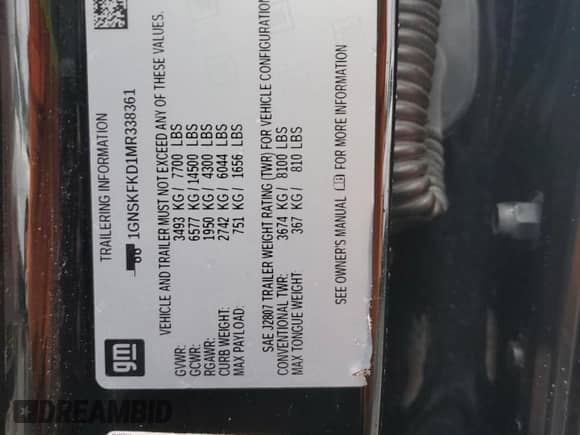 TRAILERING INFORMATION
1GNSKFKD1MR338361
VEHICLE AND TRAILER MUST NOT EXCEED ANY OF THESE VALUES.
GVWR: 3493 KG / 7700 LBS
GCWR: 6577 KG / 14500 LBS
RGAWR: 1950 KG / 4300 LBS
CURB WEIGHT: 2742 KG / 6044 LBS
MAX PAYLOAD: 751 KG / 1656 LBS
SAE J2807 TRAILER WEIGHT RATING (TWR) FOR VEHICLE CONFIGURATION
CONVENTIONAL TWR: 3674 KG / 8100 LBS
MAX TONGUE WEIGHT: 367 KG / 810 LBS
SEE OWNER'S MANUAL FOR MORE INFORMATION
gm
DREAMBID